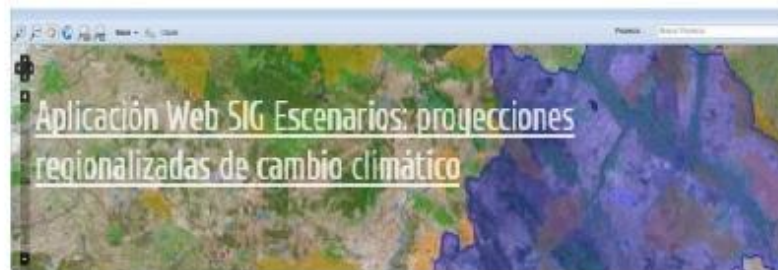 Aplicación Web SIG Escenarios: proyecciones
regionalizadas de cambio climático